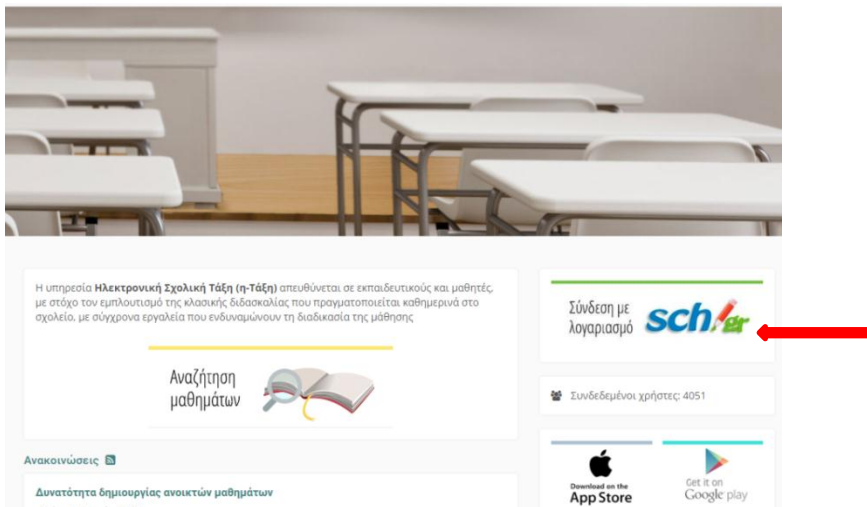 Η υπηρεσία Ηλεκτρονική Σχολική Τάξη (η-Τάξη) απευθύνεται σε εκπαιδευτικούς και μαθητές,
με στόχο τον εμπλουτισμό της κλασικής διδασκαλίας που πραγματοποιείται καθημερινά στο
σχολείο, με σύγχρονα εργαλεία που ενδυναμώνουν τη διαδικασία της μάθησης
Αναζήτηση
μαθημάτων
Ανακοινώσεις
Δυνατότητα δημιουργίας ανοικτών μαθημάτων
Σύνδεση με
λογαριασμό
sch.gr
Συνδεδεμένοι χρήστες: 4051
Download on the
App Store
Get it on
Google play